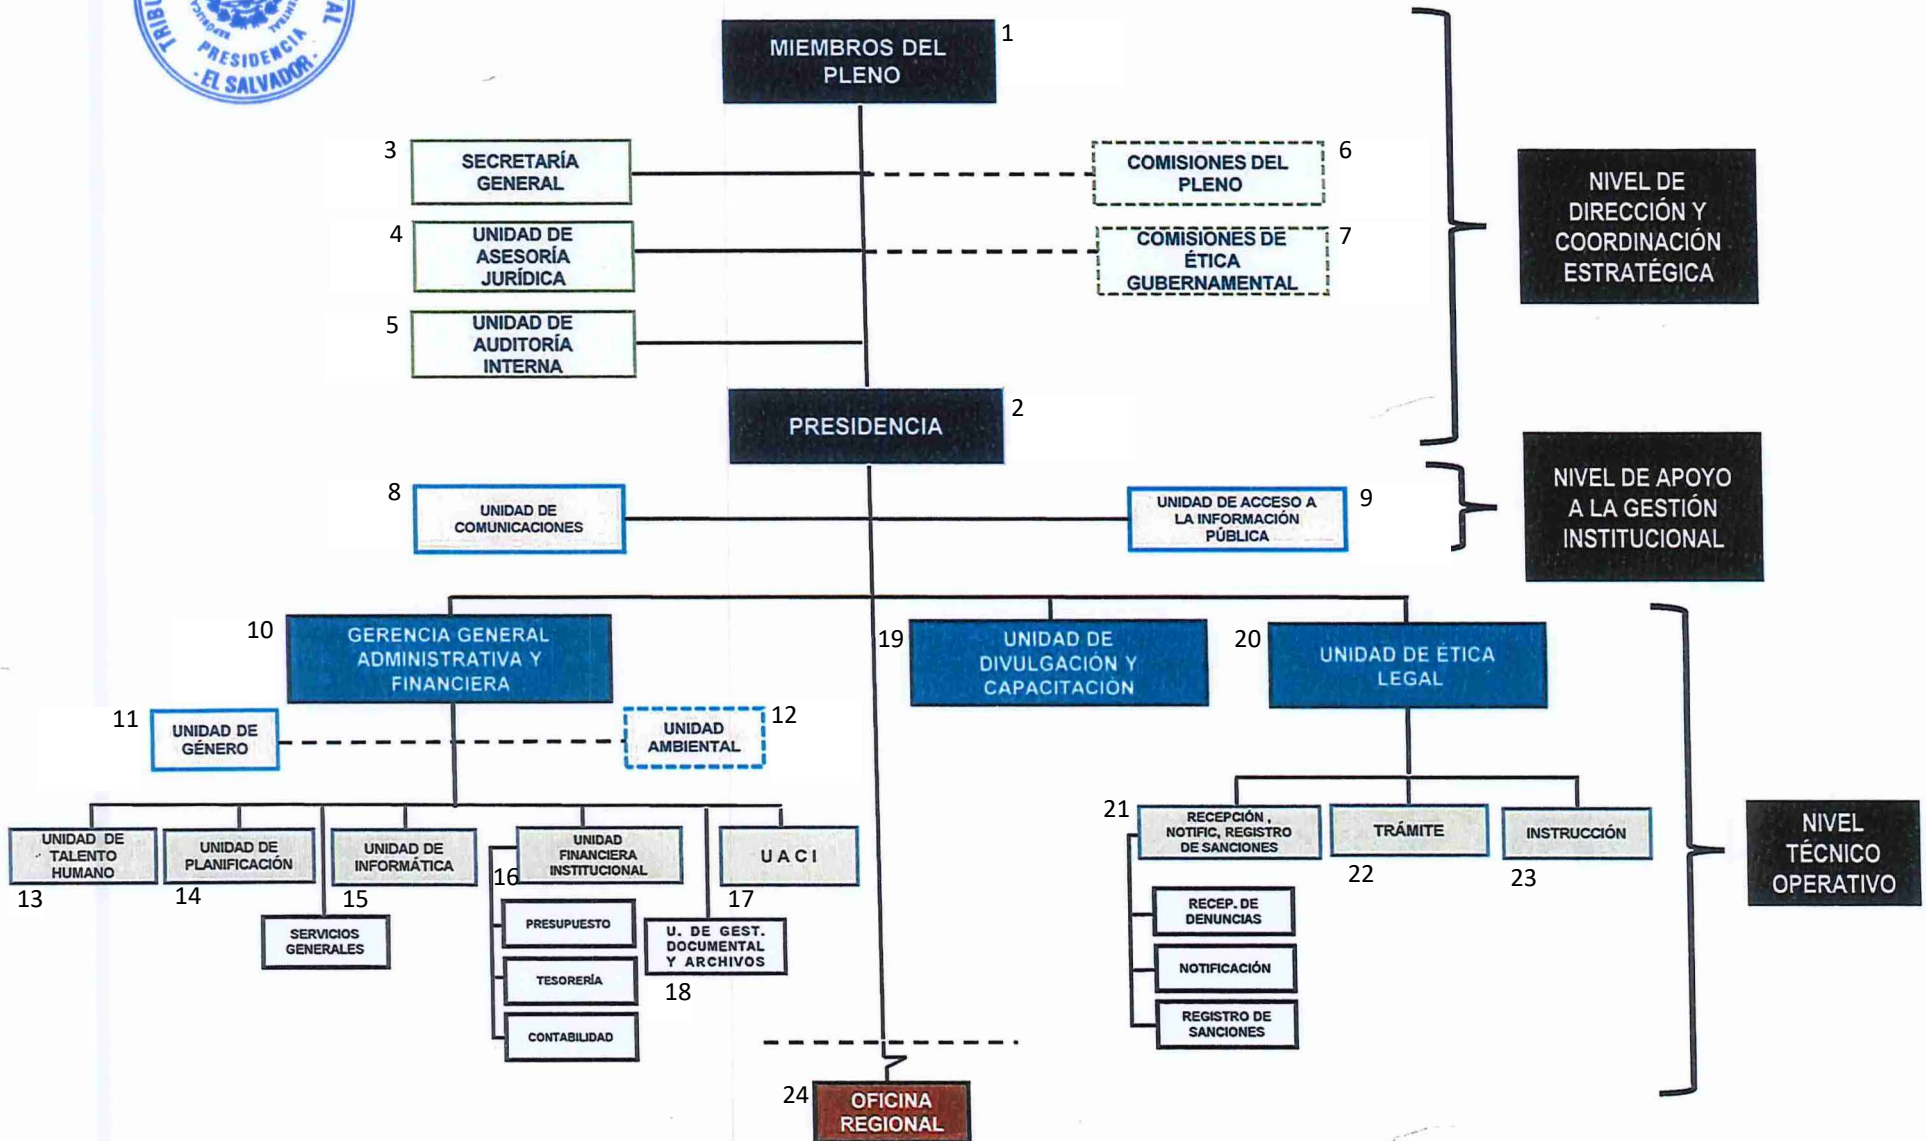 TRIBU
AL
REPÚBLICA
CENTRAL
PRESIDENCIA
· EL SALVADOR ·
MIEMBROS DEL
PLENO
1
3
SECRETARÍA
GENERAL
COMISIONES DEL
PLENO
6
4
UNIDAD DE
ASESORÍA
JURÍDICA
COMISIONES DE
ÉTICA
GUBERNAMENTAL
7
5
UNIDAD DE
AUDITORÍA
INTERNA
NIVEL DE
DIRECCIÓN Y
COORDINACIÓN
ESTRATÉGICA
PRESIDENCIA
2
8
UNIDAD DE
COMUNICACIONES
UNIDAD DE ACCESO A
LA INFORMACIÓN
PÚBLICA
9
NIVEL DE APOYO
A LA GESTIÓN
INSTITUCIONAL
10
GERENCIA GENERAL
ADMINISTRATIVA Y
FINANCIERA
19
UNIDAD DE
DIVULGACIÓN Y
CAPACITACIÓN
20
UNIDAD DE ÉTICA
LEGAL
11
UNIDAD DE
GÉNERO
UNIDAD
AMBIENTAL
12
UNIDAD DE
TALENTO
HUMANO
13
UNIDAD DE
PLANIFICACIÓN
14
UNIDAD DE
INFORMÁTICA
15
UNIDAD
FINANCIERA
INSTITUCIONAL
16
U A C I
17
SERVICIOS
GENERALES
PRESUPUESTO
TESORERÍA
CONTABILIDAD
U. DE GEST.
DOCUMENTAL
Y ARCHIVOS
18
21
RECEPCIÓN ,
NOTIFIC, REGISTRO
DE SANCIONES
TRÁMITE
22
INSTRUCCIÓN
23
RECEP. DE
DENUNCIAS
NOTIFICACIÓN
REGISTRO DE
SANCIONES
NIVEL
TÉCNICO
OPERATIVO
24
OFICINA
REGIONAL